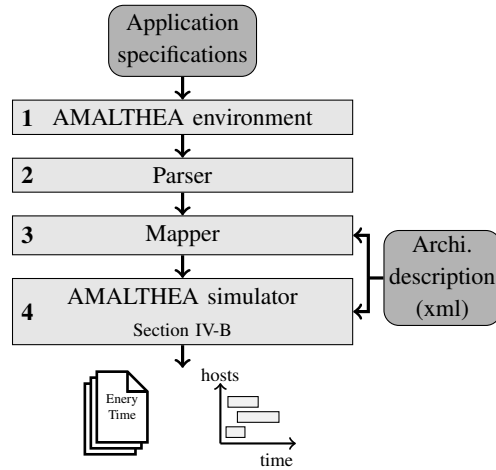 Application
specifications
1 AMALTHEA environment
2 Parser
3 Mapper
Archi.
description
(xml)
4 AMALTHEA simulator
Section IV-B
Enery
Time
hosts
time